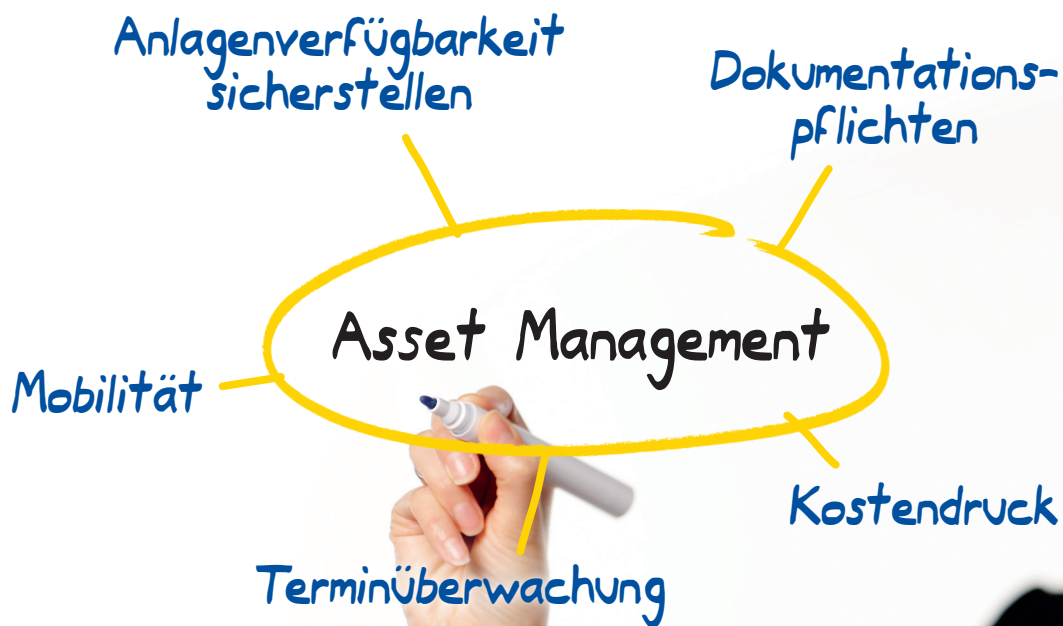 Anlagenverfügbarkeit
sicherstellen
Dokumentations-
pflichten
Asset Management
Mobilität
Kostendruck
Terminüberwachung